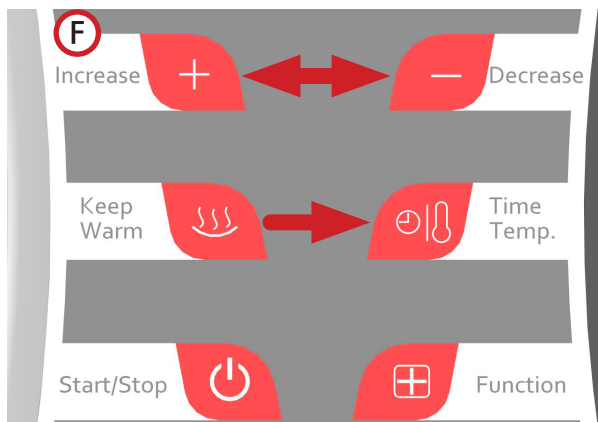 F
Increase
Decrease
Keep
Warm
Time
Temp.
Start/Stop
Function